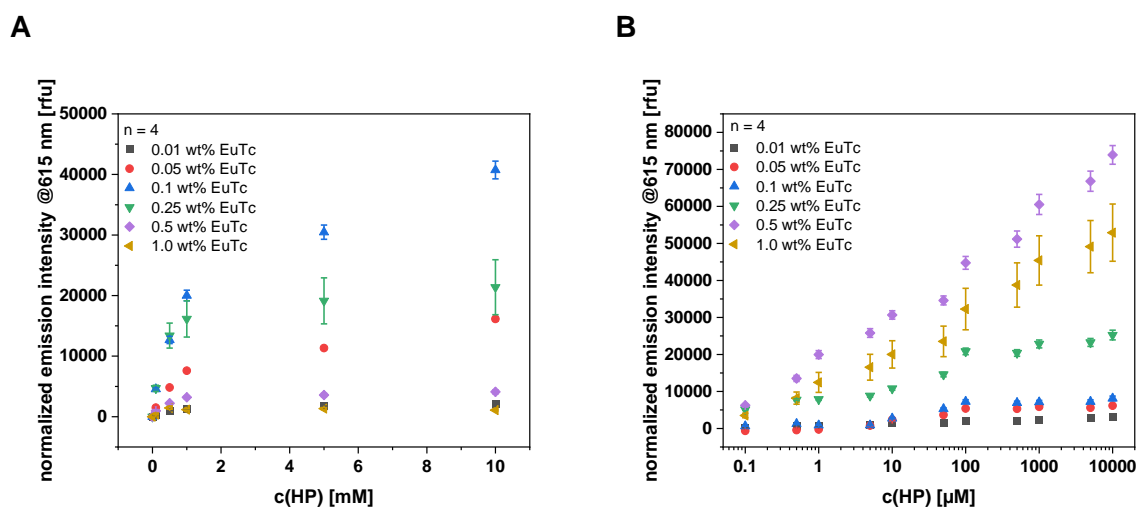 A
normalized emission intensity @615 nm [rfu]
50000
40000
30000
20000
10000
0
n = 4
0.01 wt% EuTc
0.05 wt% EuTc
0.1 wt% EuTc
0.25 wt% EuTc
0.5 wt% EuTc
1.0 wt% EuTc
0 2 4 6 8 10
c(HP) [mM]
B
normalized emission intensity @615 nm [rfu]
80000
70000
60000
50000
40000
30000
20000
10000
0
n = 4
0.01 wt% EuTc
0.05 wt% EuTc
0.1 wt% EuTc
0.25 wt% EuTc
0.5 wt% EuTc
1.0 wt% EuTc
0.1 1 10 100 1000 10000
c(HP) [µM]